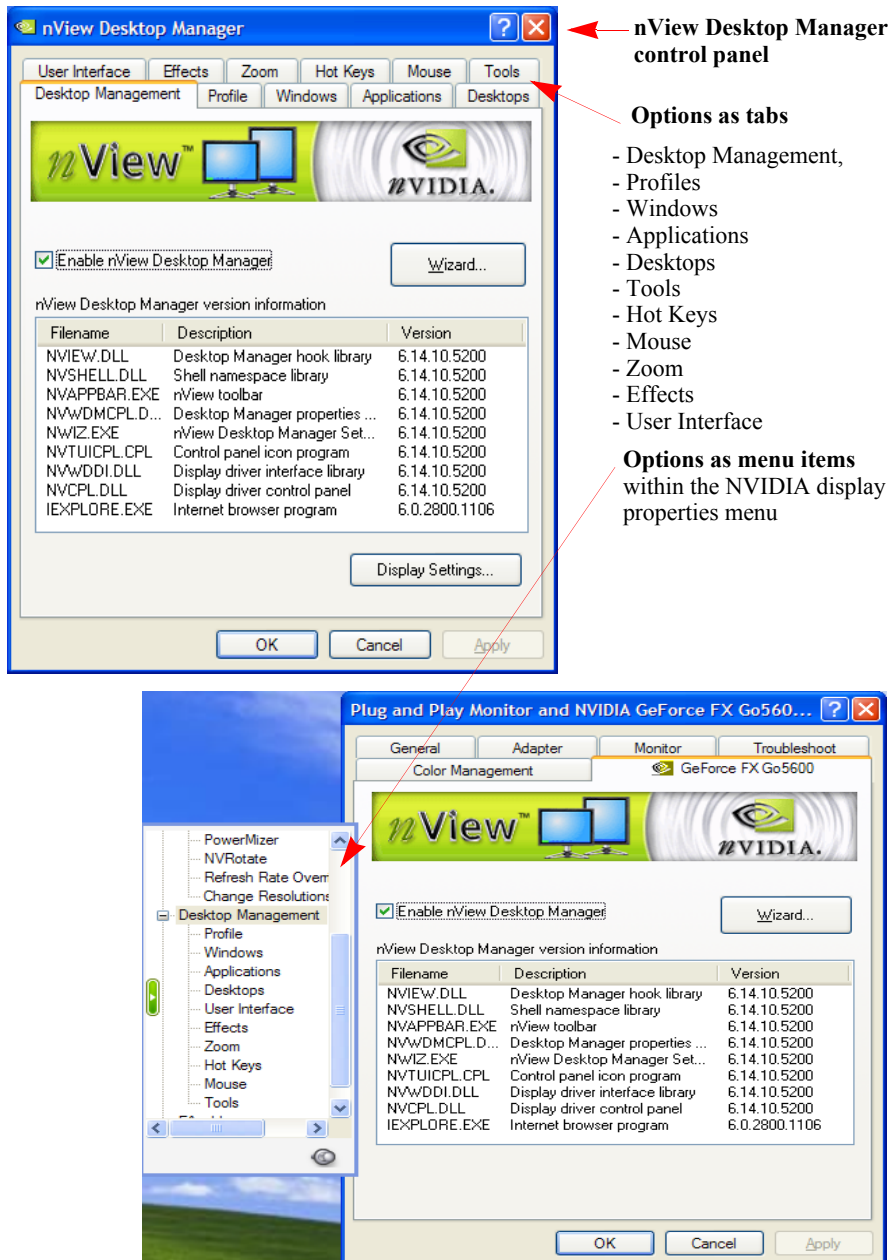 nView Desktop Manager
User Interface Effects Zoom Hot Keys Mouse Tools
Desktop Management Profile Windows Applications Desktops
nView™
NVIDIA.
Enable nView Desktop Manager
Wizard...
nView Desktop Manager version information
Filename Description Version
NVIEW.DLL Desktop Manager hook library 6.14.10.5200
NVSHELL.DLL Shell namespace library 6.14.10.5200
NVAPPBAR.EXE nView toolbar 6.14.10.5200
NVWDMCPL.D... Desktop Manager properties ... 6.14.10.5200
NWIZ.EXE nView Desktop Manager Set... 6.14.10.5200
NVTUICPL.CPL Control panel icon program 6.14.10.5200
NVWDDI.DLL Display driver interface library 6.14.10.5200
NVCPL.DLL Display driver control panel 6.14.10.5200
IEXPLORE.EXE Internet browser program 6.0.2800.1106
Display Settings...
OK Cancel Apply
nView Desktop Manager
control panel
Options as tabs
- Desktop Management,
- Profiles
- Windows
- Applications
- Desktops
- Tools
- Hot Keys
- Mouse
- Zoom
- Effects
- User Interface
Options as menu items
within the NVIDIA display
properties menu
PowerMizer
NVRotate
Refresh Rate Overr
Change Resolutions
Desktop Management
Profile
Windows
Applications
Desktops
User Interface
Effects
Zoom
Hot Keys
Mouse
Tools
Plug and Play Monitor and NVIDIA GeForce FX Go560...
General Adapter Monitor Troubleshoot
Color Management GeForce FX Go5600
nView™
NVIDIA.
Enable nView Desktop Manager
Wizard...
nView Desktop Manager version information
Filename Description Version
NVIEW.DLL Desktop Manager hook library 6.14.10.5200
NVSHELL.DLL Shell namespace library 6.14.10.5200
NVAPPBAR.EXE nView toolbar 6.14.10.5200
NVWDMCPL.D... Desktop Manager properties ... 6.14.10.5200
NWIZ.EXE nView Desktop Manager Set... 6.14.10.5200
NVTUICPL.CPL Control panel icon program 6.14.10.5200
NVWDDI.DLL Display driver interface library 6.14.10.5200
NVCPL.DLL Display driver control panel 6.14.10.5200
IEXPLORE.EXE Internet browser program 6.0.2800.1106
OK Cancel Apply